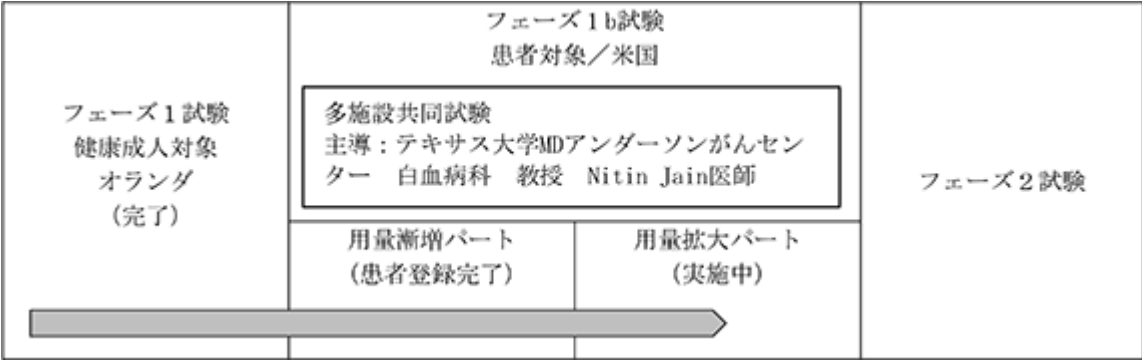 フェーズ1試験
健康成人対象
オランダ
(完了)
フェーズ1b試験
患者対象／米国
多施設共同試験
主導：テキサス大学MDアンダーソンがんセン
ター　白血病科　教授　Nitin Jain医師
用量漸増パート
(患者登録完了)
用量拡大パート
(実施中)
フェーズ2試験